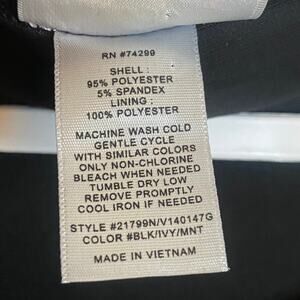 RN #74299
SHELL :
95% POLYESTER
5% SPANDEX
LINING :
100% POLYESTER
MACHINE WASH COLD
GENTLE CYCLE
WITH SIMILAR COLORS
ONLY NON-CHLORINE
BLEACH WHEN NEEDED
TUMBLE DRY LOW
REMOVE PROMPTLY
COOL IRON IF NEEDED
STYLE #21799N/V140147G
COLOR #BLK/IVY/MNT
MADE IN VIETNAM